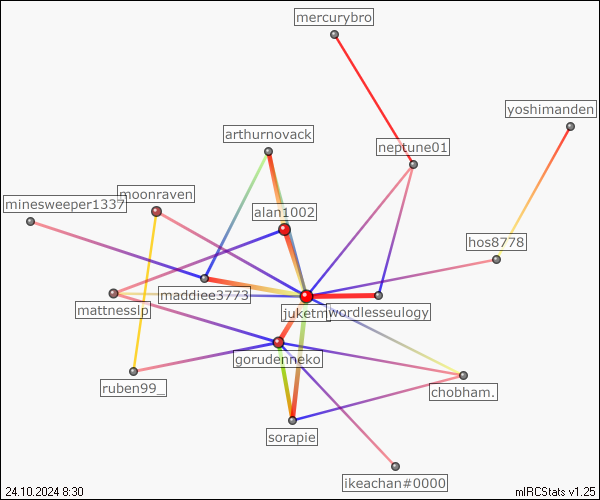 mercurybro
yoshimanden
arthurnovack
neptune01
moonraven
minesweeper1337
alan1002
hos8778
maddiee3773
mattnesslp
juketm
wordlesseulogy
gorudenneko
ruben99_
chobham.
sorapie
ikeachan#0000
24.10.2024 8:30
mIRCStats v1.25